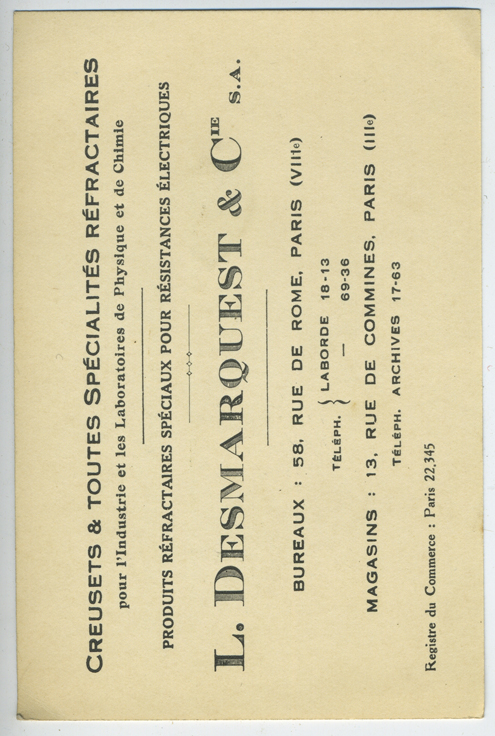 CREUSETS & TOUTES SPÉCIALITÉS RÉFRACTAIRES
pour l'Industrie et les Laboratoires de Physique et de Chimie
PRODUITS RÉFRACTAIRES SPÉCIAUX POUR RÉSISTANCES ÉLECTRIQUES
L. DESMARQUEST & CIE S.A.
BUREAUX : 58, RUE DE ROME, PARIS (VIIIe)
TÉLÉPH. } LABORDE 18-13
— 69-36
MAGASINS : 13, RUE DE COMMINES, PARIS (IIIe)
TÉLÉPH. ARCHIVES 17-63
Registre du Commerce : Paris 22,345